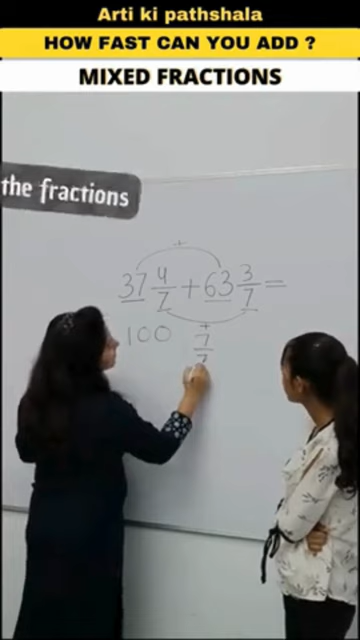 Arti ki pathshala
HOW FAST CAN YOU ADD ?
MIXED FRACTIONS
the fractions
+
37 4/7 + 63 3/7 =
100 + 7/7